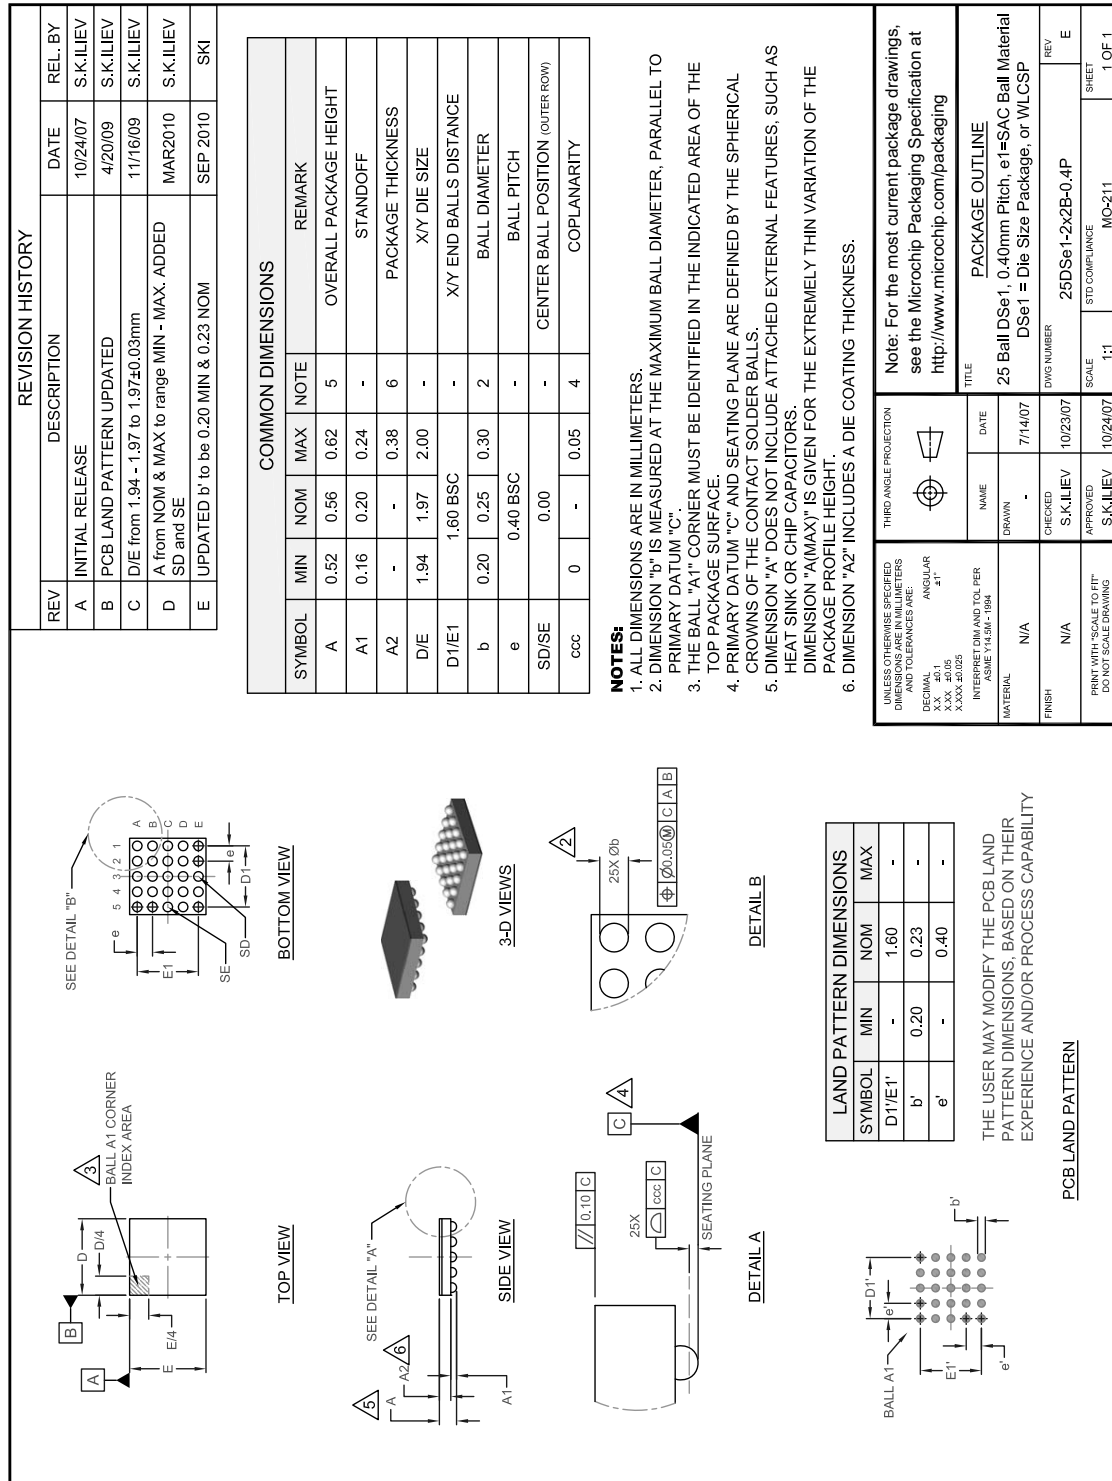 REVISION HISTORY
REV DESCRIPTION DATE REL. BY
A INITIAL RELEASE 10/24/07 S.K.ILIEV
B PCB LAND PATTERN UPDATED 4/20/09 S.K.ILIEV
C D/E from 1.94 - 1.97 to 1.97±0.03mm 11/16/09 S.K.ILIEV
D A from NOM & MAX to range MIN - MAX. ADDED
SD and SE MAR2010 S.K.ILIEV
E UPDATED b' to be 0.20 MIN & 0.23 NOM SEP 2010 SKI
B
A
D
D/4
E
E/4
3
BALL A1 CORNER
INDEX AREA
TOP VIEW
SEE DETAIL "B"
e
5 4 3 2 1
A
B
C
D
E
E1
SE
SD
D1
e
BOTTOM VIEW
5
6
A
A2
A1
SEE DETAIL "A"
SIDE VIEW
3-D VIEWS
// 0.10 C
25X
ccc C
C
4
SEATING PLANE
DETAIL A
2
25X Øb
Ø0.05 M C A B
DETAIL B
COMMON DIMENSIONS
SYMBOL MIN NOM MAX NOTE REMARK
A 0.52 0.56 0.62 5 OVERALL PACKAGE HEIGHT
A1 0.16 0.20 0.24 - STANDOFF
A2 - - 0.38 6 PACKAGE THICKNESS
D/E 1.94 1.97 2.00 - X/Y DIE SIZE
D1/E1 1.60 BSC - X/Y END BALLS DISTANCE
b 0.20 0.25 0.30 2 BALL DIAMETER
e 0.40 BSC - BALL PITCH
SD/SE 0.00 - CENTER BALL POSITION (OUTER ROW)
ccc 0 - 0.05 4 COPLANARITY
NOTES:
1. ALL DIMENSIONS ARE IN MILLIMETERS.
2. DIMENSION "b" IS MEASURED AT THE MAXIMUM BALL DIAMETER, PARALLEL TO
PRIMARY DATUM "C".
3. THE BALL "A1" CORNER MUST BE IDENTIFIED IN THE INDICATED AREA OF THE
TOP PACKAGE SURFACE.
4. PRIMARY DATUM "C" AND SEATING PLANE ARE DEFINED BY THE SPHERICAL
CROWNS OF THE CONTACT SOLDER BALLS.
5. DIMENSION "A" DOES NOT INCLUDE ATTACHED EXTERNAL FEATURES, SUCH AS
HEAT SINK OR CHIP CAPACITORS.
DIMENSION "A(MAX)" IS GIVEN FOR THE EXTREMELY THIN VARIATION OF THE
PACKAGE PROFILE HEIGHT.
6. DIMENSION "A2" INCLUDES A DIE COATING THICKNESS.
BALL A1
D1'
e'
E1'
e'
b'
LAND PATTERN DIMENSIONS
SYMBOL MIN NOM MAX
D1'/E1' - 1.60 -
b' 0.20 0.23 -
e' - 0.40 -
THE USER MAY MODIFY THE PCB LAND
PATTERN DIMENSIONS, BASED ON THEIR
EXPERIENCE AND/OR PROCESS CAPABILITY
PCB LAND PATTERN
UNLESS OTHERWISE SPECIFIED
DIMENSIONS ARE IN MILLIMETERS
AND TOLERANCES ARE:
DECIMAL ANGULAR
X.X ±0.1 ±1°
X.XX ±0.05
X.XXX ±0.025
INTERPRET DIM AND TOL PER
ASME Y14.5M - 1994
MATERIAL
N/A
FINISH
N/A
PRINT WITH "SCALE TO FIT"
DO NOT SCALE DRAWING
THIRD ANGLE PROJECTION
NAME DATE
DRAWN
- 7/14/07
CHECKED
S.K.ILIEV 10/23/07
APPROVED
S.K.ILIEV 10/24/07
Note: For the most current package drawings,
see the Microchip Packaging Specification at
http://www.microchip.com/packaging
TITLE
PACKAGE OUTLINE
25 Ball DSe1, 0.40mm Pitch, e1=SAC Ball Material
DSe1 = Die Size Package, or WLCSP
DWG NUMBER
25DSe1-2x2B-0.4P
REV
E
SCALE
1:1
STD COMPLIANCE
MO-211
SHEET
1 OF 1